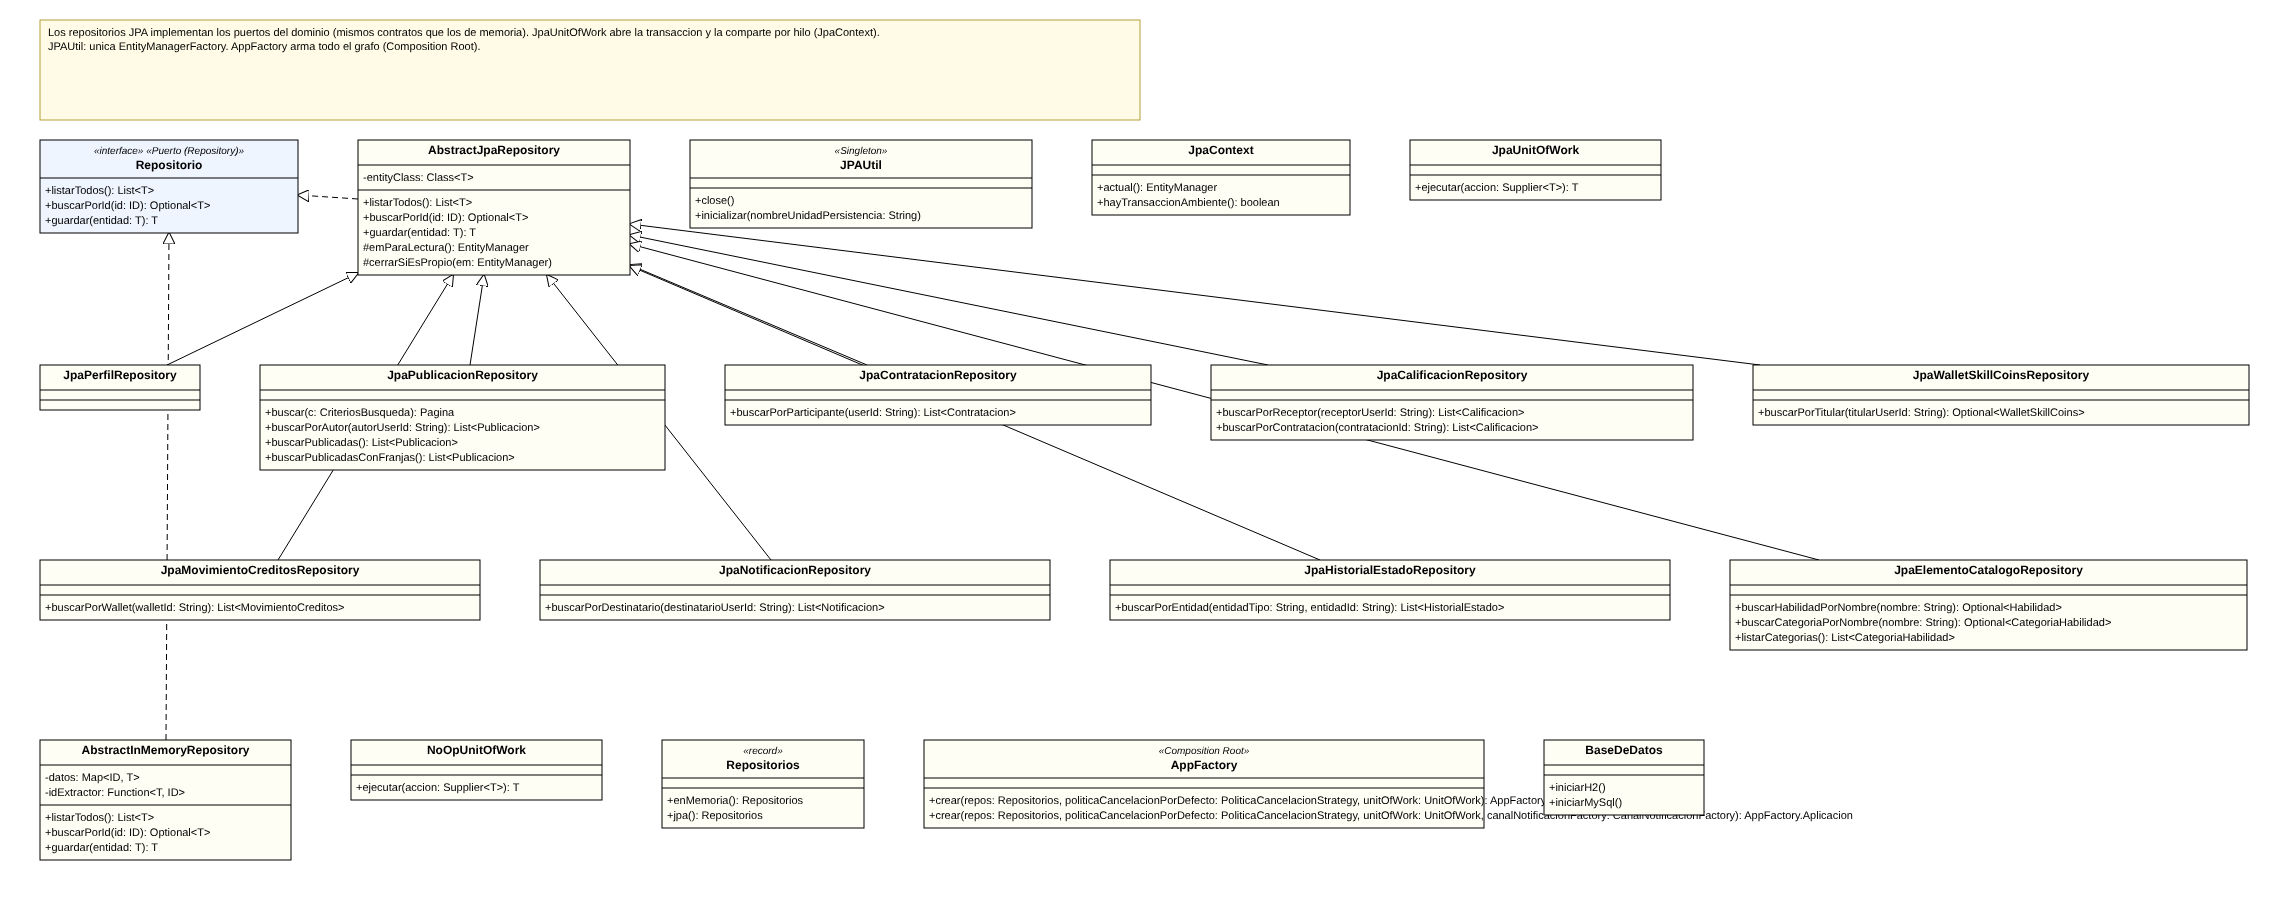 Los repositorios JPA implementan los puertos del dominio (mismos contratos que los de memoria). JpaUnitOfWork abre la transaccion y la comparte por hilo (JpaContext).
JPAUtil: unica EntityManagerFactory. AppFactory arma todo el grafo (Composition Root).
«interface» «Puerto (Repository)»
Repositorio
+listarTodos(): List<T>
+buscarPorId(id: ID): Optional<T>
+guardar(entidad: T): T
AbstractJpaRepository
-entityClass: Class<T>
+listarTodos(): List<T>
+buscarPorId(id: ID): Optional<T>
+guardar(entidad: T): T
#emParaLectura(): EntityManager
#cerrarSiEsPropio(em: EntityManager)
«Singleton»
JPAUtil
+close()
+inicializar(nombreUnidadPersistencia: String)
JpaContext
+actual(): EntityManager
+hayTransaccionAmbiente(): boolean
JpaUnitOfWork
+ejecutar(accion: Supplier<T>): T
JpaPerfilRepository
JpaPublicacionRepository
+buscar(c: CriteriosBusqueda): Pagina
+buscarPorAutor(autorUserId: String): List<Publicacion>
+buscarPublicadas(): List<Publicacion>
+buscarPublicadasConFranjas(): List<Publicacion>
JpaContratacionRepository
+buscarPorParticipante(userId: String): List<Contratacion>
JpaCalificacionRepository
+buscarPorReceptor(receptorUserId: String): List<Calificacion>
+buscarPorContratacion(contratacionId: String): List<Calificacion>
JpaWalletSkillCoinsRepository
+buscarPorTitular(titularUserId: String): Optional<WalletSkillCoins>
JpaMovimientoCreditosRepository
+buscarPorWallet(walletId: String): List<MovimientoCreditos>
JpaNotificacionRepository
+buscarPorDestinatario(destinatarioUserId: String): List<Notificacion>
JpaHistorialEstadoRepository
+buscarPorEntidad(entidadTipo: String, entidadId: String): List<HistorialEstado>
JpaElementoCatalogoRepository
+buscarHabilidadPorNombre(nombre: String): Optional<Habilidad>
+buscarCategoriaPorNombre(nombre: String): Optional<CategoriaHabilidad>
+listarCategorias(): List<CategoriaHabilidad>
AbstractInMemoryRepository
-datos: Map<ID, T>
-idExtractor: Function<T, ID>
+listarTodos(): List<T>
+buscarPorId(id: ID): Optional<T>
+guardar(entidad: T): T
NoOpUnitOfWork
+ejecutar(accion: Supplier<T>): T
«record»
Repositorios
+enMemoria(): Repositorios
+jpa(): Repositorios
«Composition Root»
AppFactory
+crear(repos: Repositorios, politicaCancelacionPorDefecto: PoliticaCancelacionStrategy, unitOfWork: UnitOfWork): AppFactory
+crear(repos: Repositorios, politicaCancelacionPorDefecto: PoliticaCancelacionStrategy, unitOfWork: UnitOfWork, canalNotificacionFactory: CanalNotificacionFactory): AppFactory.Aplicacion
BaseDeDatos
+iniciarH2()
+iniciarMySql()